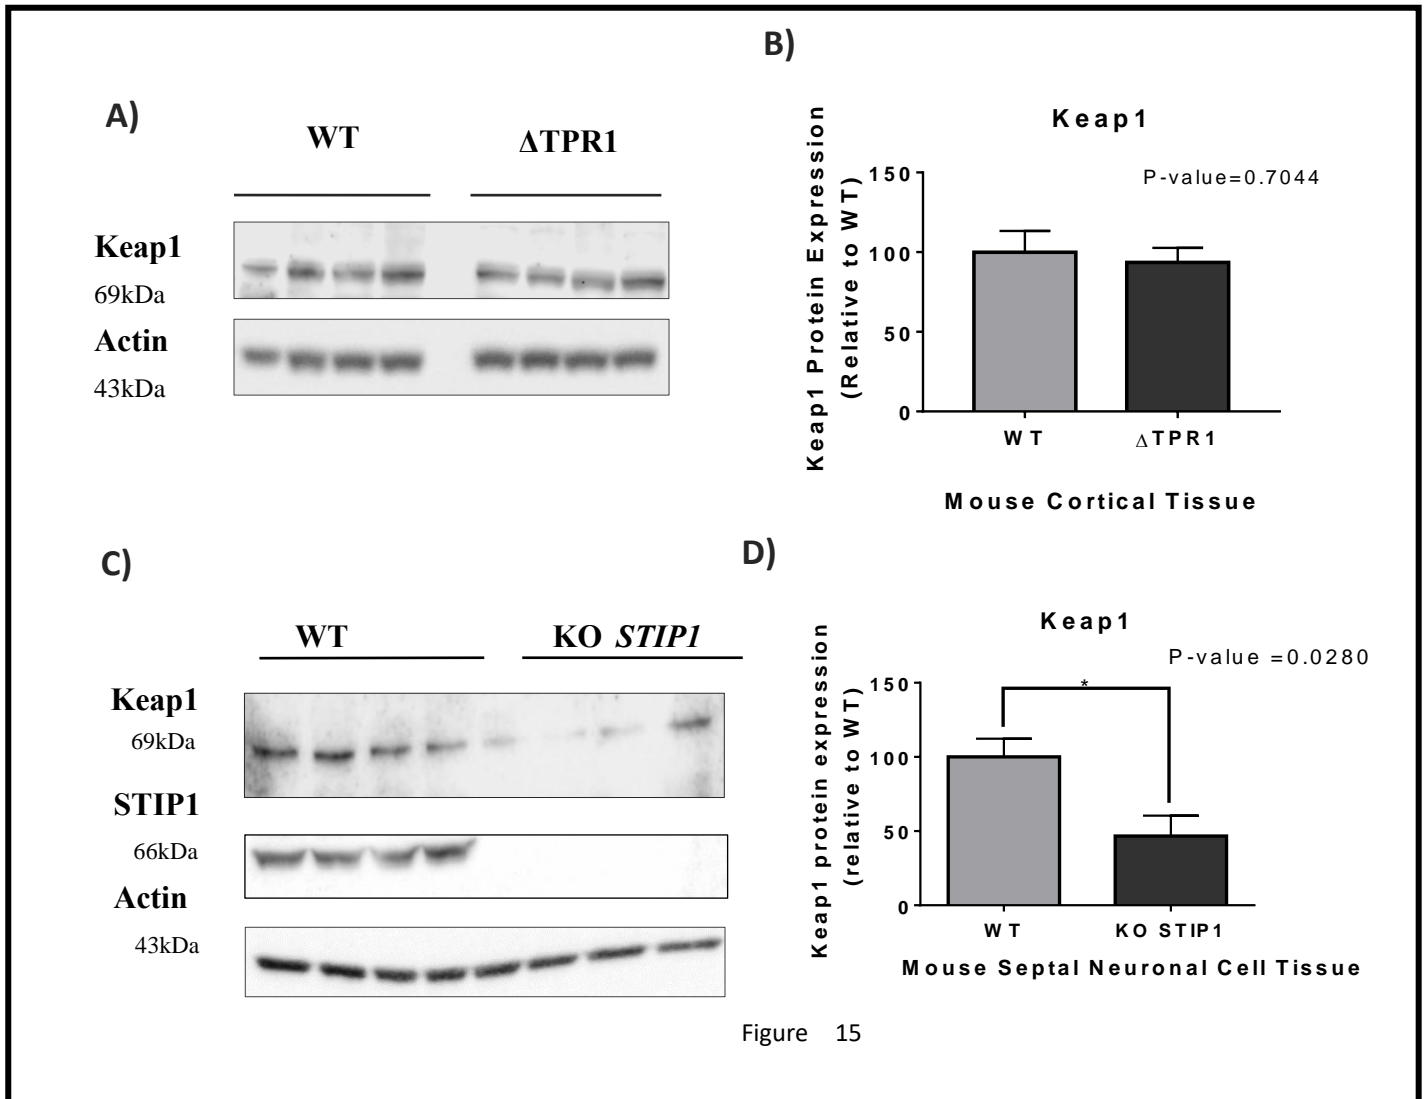 A)
WT ΔTPR1
Keap1
69kDa
Actin
43kDa
B)
Keap1
P-value=0.7044
Keap1 Protein Expression
(Relative to WT)
150
100
50
0
WT ΔTPR1
Mouse Cortical Tissue
C)
WT KO STIP1
Keap1
69kDa
STIP1
66kDa
Actin
43kDa
D)
Keap1
P-value =0.0280
*
Keap1 protein expression
(relative to WT)
150
100
50
0
WT KO STIP1
Mouse Septal Neuronal Cell Tissue
Figure 15